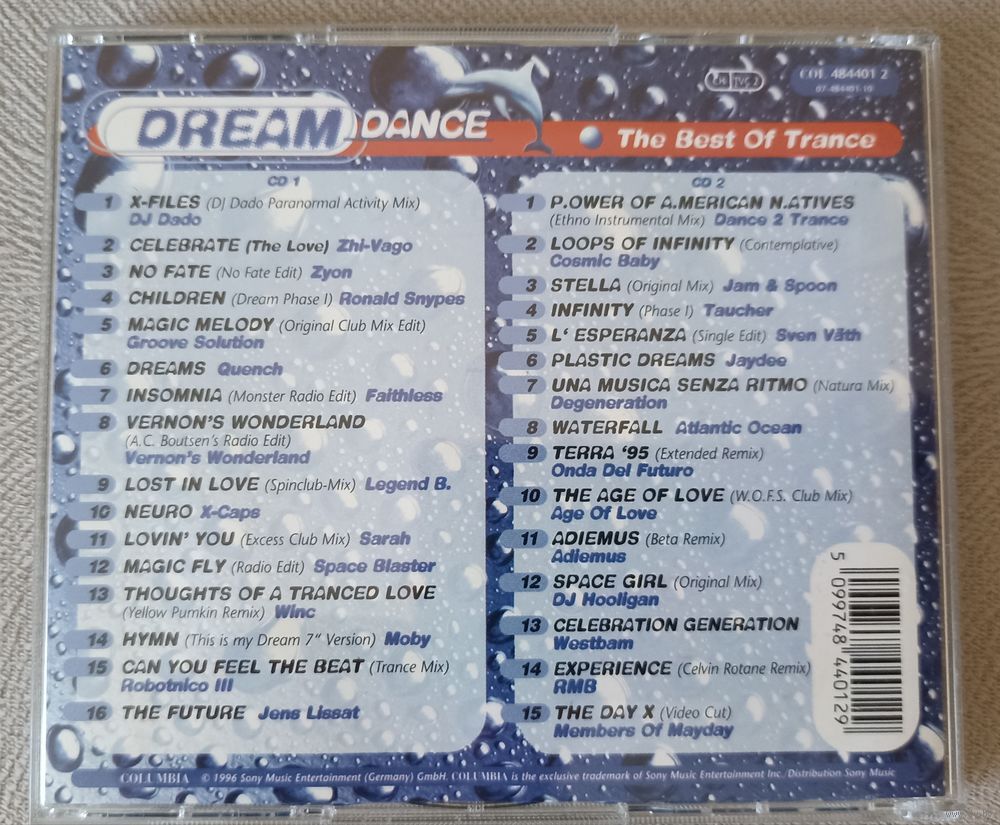 LC 5949 TVC 2
COL 484401 2
07-484401-10
DREAM DANCE
The Best Of Trance
CD 1
1 X-FILES (DJ Dado Paranormal Activity Mix)
DJ Dado
2 CELEBRATE (The Love) Zhi-Vago
3 NO FATE (No Fate Edit) Zyon
4 CHILDREN (Dream Phase I) Ronald Snypes
5 MAGIC MELODY (Original Club Mix Edit)
Groove Solution
6 DREAMS Quench
7 INSOMNIA (Monster Radio Edit) Faithless
8 VERNON'S WONDERLAND
(A.C. Boutsen's Radio Edit)
Vernon's Wonderland
9 LOST IN LOVE (Spinclub-Mix) Legend B.
10 NEURO X-Caps
11 LOVIN' YOU (Excess Club Mix) Sarah
12 MAGIC FLY (Radio Edit) Space Blaster
13 THOUGHTS OF A TRANCED LOVE
(Yellow Pumkin Remix) Winc
14 HYMN (This is my Dream 7" Version) Moby
15 CAN YOU FEEL THE BEAT (Trance Mix)
Robotnico III
16 THE FUTURE Jens Lissat
CD 2
1 P.OWER OF A.MERICAN N.ATIVES
(Ethno Instrumental Mix) Dance 2 Trance
2 LOOPS OF INFINITY (Contemplative)
Cosmic Baby
3 STELLA (Original Mix) Jam & Spoon
4 INFINITY (Phase I) Taucher
5 L' ESPERANZA (Single Edit) Sven Väth
6 PLASTIC DREAMS Jaydee
7 UNA MUSICA SENZA RITMO (Natura Mix)
Degeneration
8 WATERFALL Atlantic Ocean
9 TERRA '95 (Extended Remix)
Onda Del Futuro
10 THE AGE OF LOVE (W.O.F.S. Club Mix)
Age Of Love
11 ADIEMUS (Beta Remix)
Adiemus
12 SPACE GIRL (Original Mix)
DJ Hooligan
13 CELEBRATION GENERATION
Westbam
14 EXPERIENCE (Celvin Rotane Remix)
RMB
15 THE DAY X (Video Cut)
Members Of Mayday
5 099748 440129
COLUMBIA © 1996 Sony Music Entertainment (Germany) GmbH. COLUMBIA is the exclusive trademark of Sony Music Entertainment Inc. Distribution Sony Music